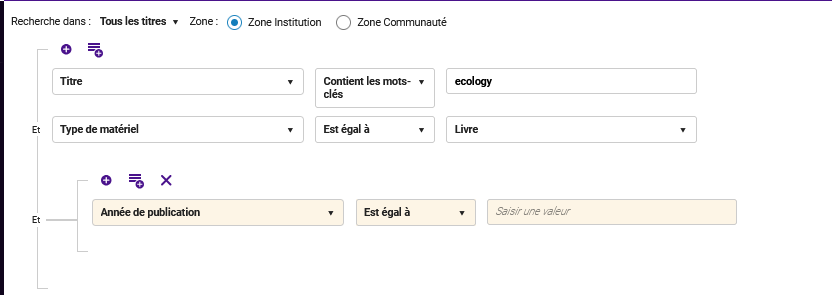 Recherche dans : Tous les titres Zone : Zone Institution Zone Communauté
Titre Contient les mots-clés ecology
Et
Type de matériel Est égal à Livre
Et
Année de publication Est égal à Saisir une valeur